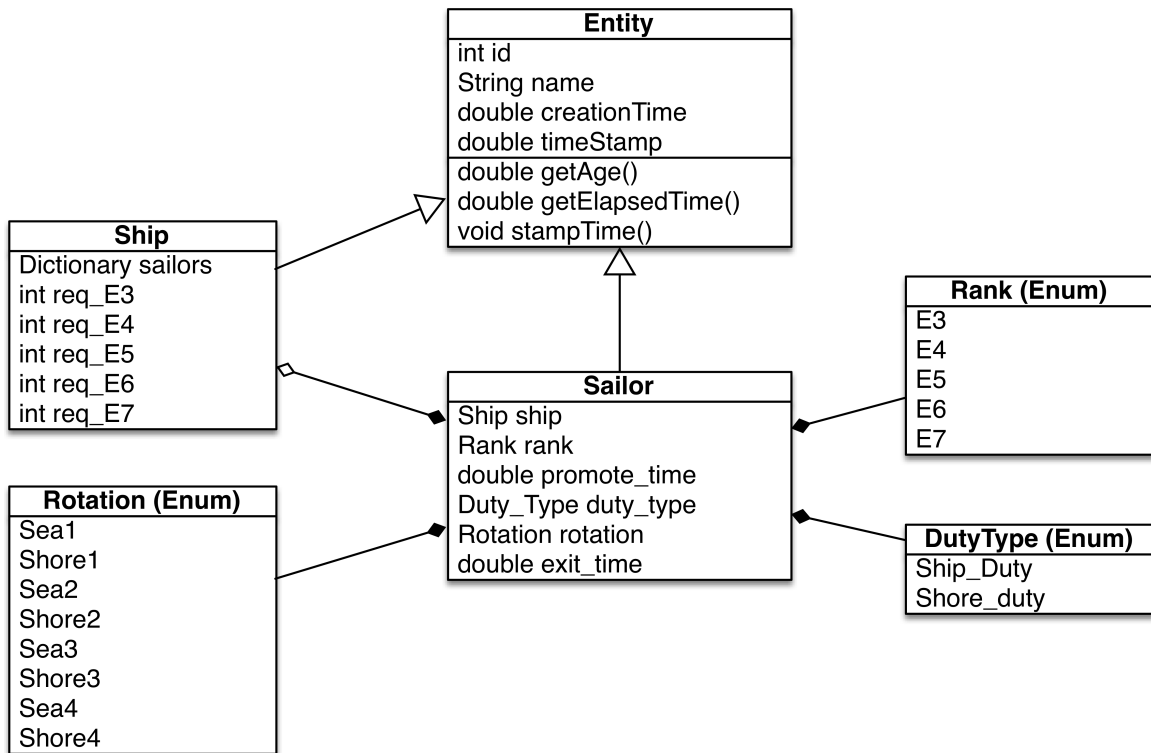 Entity
int id
String name
double creationTime
double timeStamp
double getAge()
double getElapsedTime()
void stampTime()
Ship
Dictionary sailors
int req_E3
int req_E4
int req_E5
int req_E6
int req_E7
Rank (Enum)
E3
E4
E5
E6
E7
Sailor
Ship ship
Rank rank
double promote_time
Duty_Type duty_type
Rotation rotation
double exit_time
Rotation (Enum)
Sea1
Shore1
Sea2
Shore2
Sea3
Shore3
Sea4
Shore4
DutyType (Enum)
Ship_Duty
Shore_duty